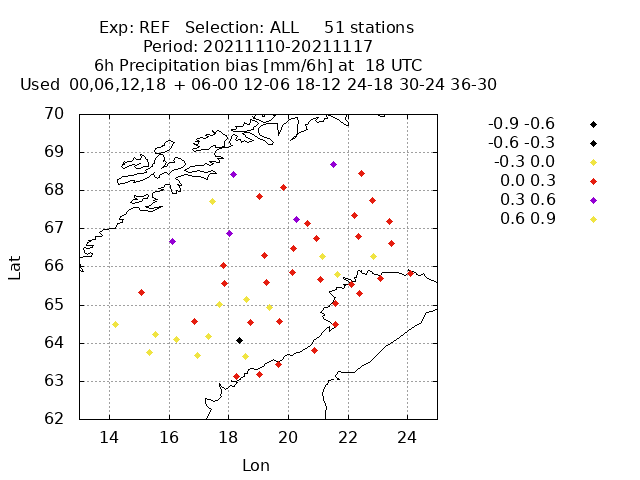 Exp: REF   Selection: ALL     51 stations
Period: 20211110-20211117
6h Precipitation bias [mm/6h] at  18 UTC
Used  00,06,12,18  + 06-00  12-06  18-12  24-18  30-24  36-30
-0.9 -0.6
-0.6 -0.3
-0.3 0.0
0.0 0.3
0.3 0.6
0.6 0.9
70
69
68
67
66
65
64
63
62
Lat
14 16 18 20 22 24
Lon